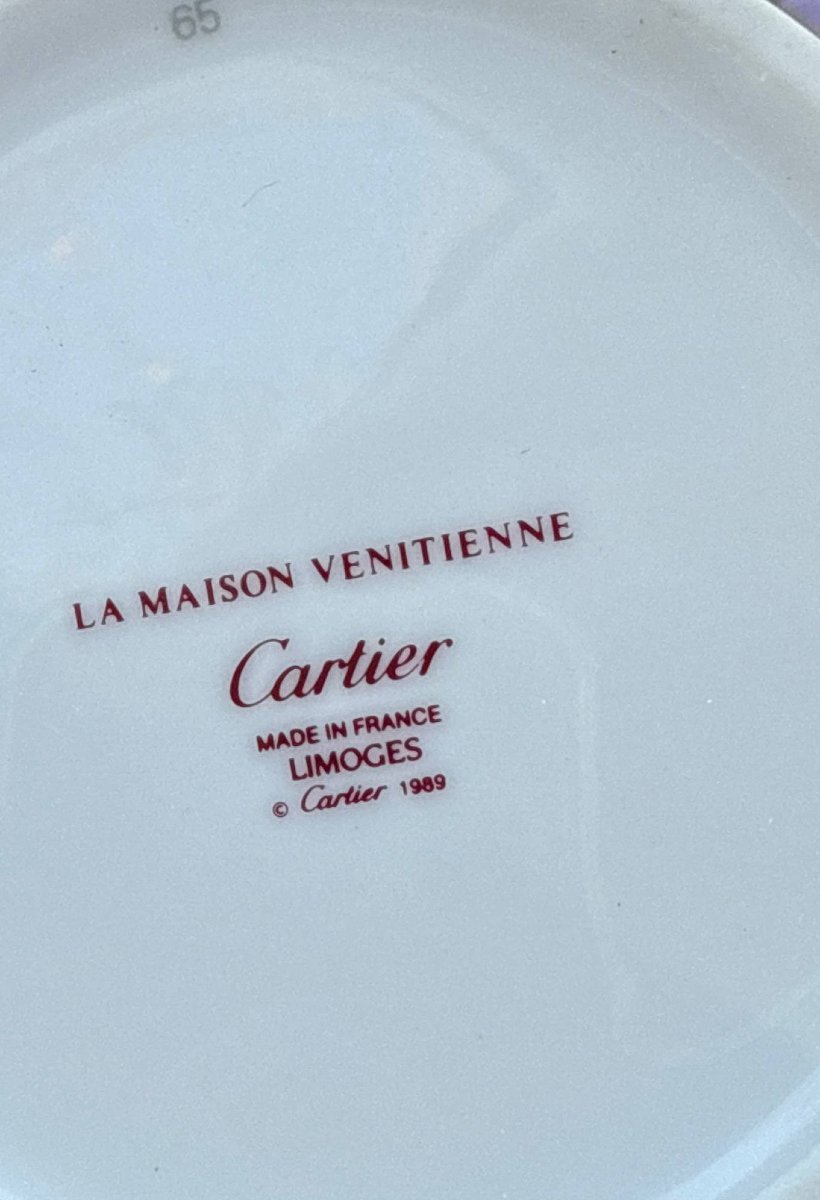 65
LA MAISON VENITIENNE
Cartier
MADE IN FRANCE
LIMOGES
© Cartier 1989